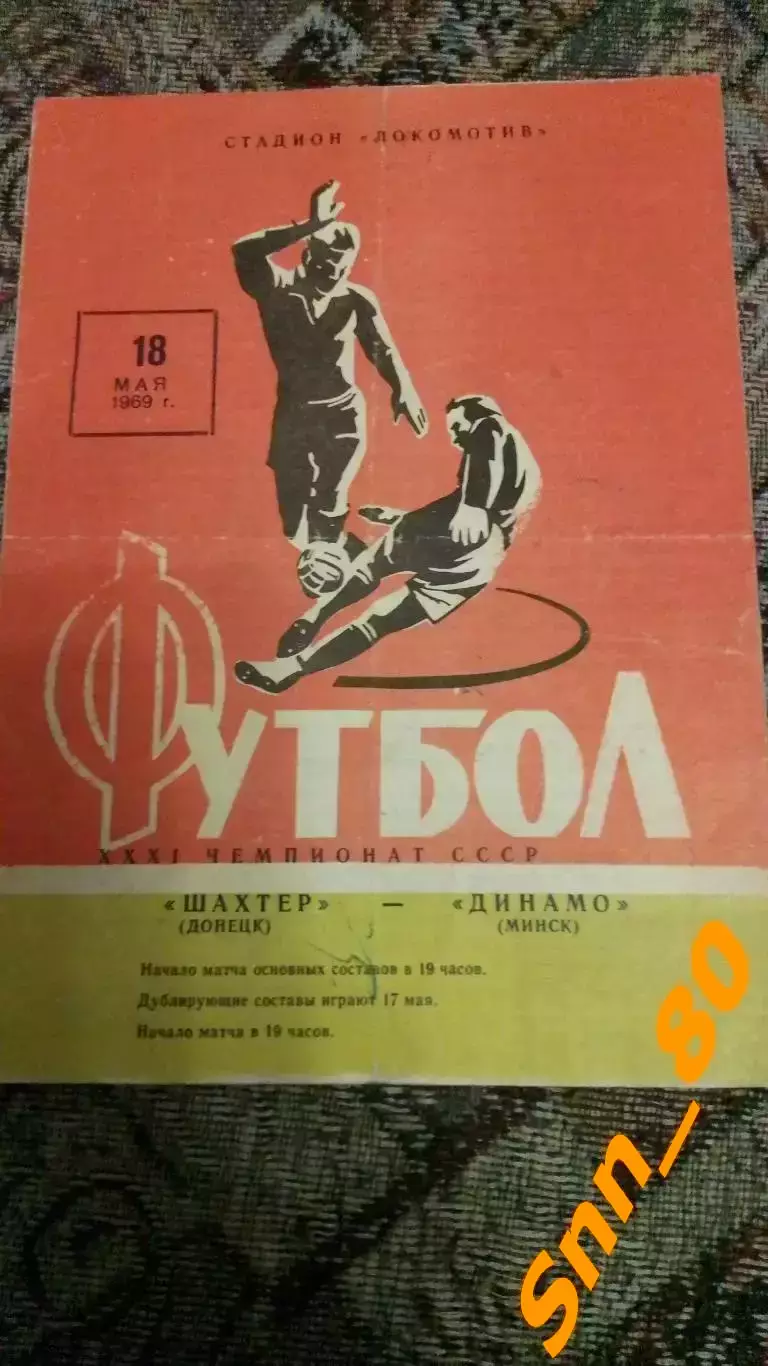 СТАДИОН «ЛОКОМОТИВ»
18
МАЯ
1969 г.
ФУТБОЛ
XXXI ЧЕМПИОНАТ СССР
«ШАХТЕР» — «ДИНАМО»
(ДОНЕЦК) (МИНСК)
Начало матча основных составов в 19 часов.
Дублирующие составы играют 17 мая.
Начало матча в 19 часов.
Snn_80